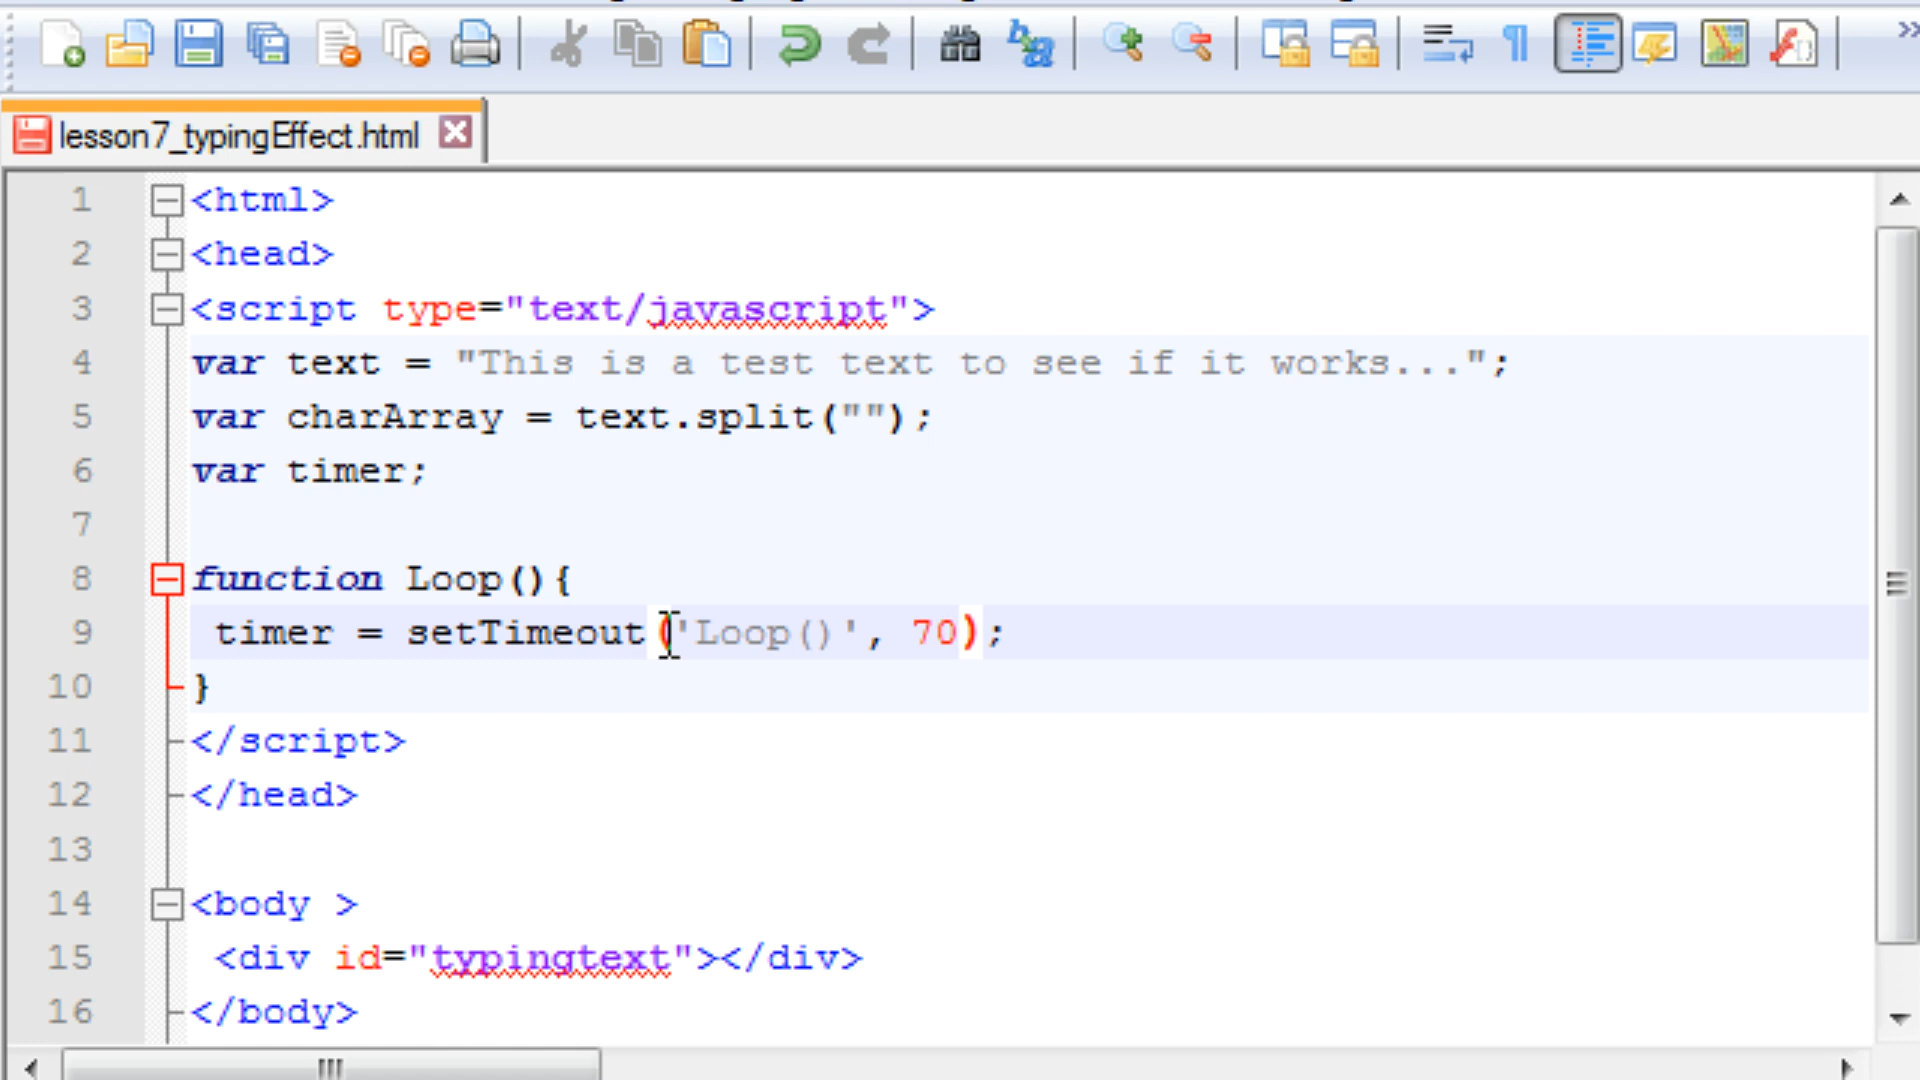 lesson7_typingEffect.html
1 <html>
2 <head>
3 <script type="text/javascript">
4 var text = "This is a test text to see if it works...";
5 var charArray = text.split("");
6 var timer;
7
8 function Loop(){
9 timer = setTimeout('Loop()', 70);
10 }
11 </script>
12 </head>
13
14 <body >
15 <div id="typingtext"></div>
16 </body>